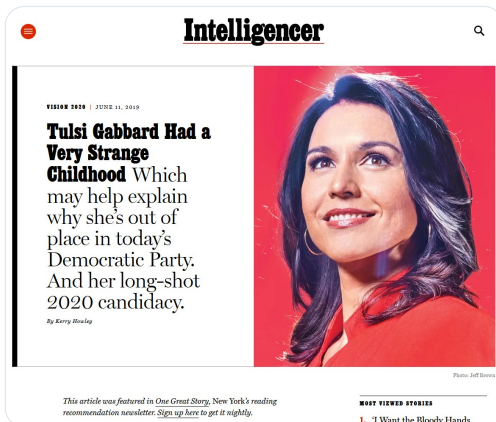 Intelligencer
VISION 2020 | JUNE 11, 2019
Tulsi Gabbard Had a
Very Strange
Childhood Which
may help explain
why she's out of
place in today's
Democratic Party.
And her long-shot
2020 candidacy.
By Kerry Howley
Photo: Jeff Brown
This article was featured in One Great Story, New York's reading
recommendation newsletter. Sign up here to get it nightly.
MOST VIEWED STORIES
1. 'I Want the Bloody Hands